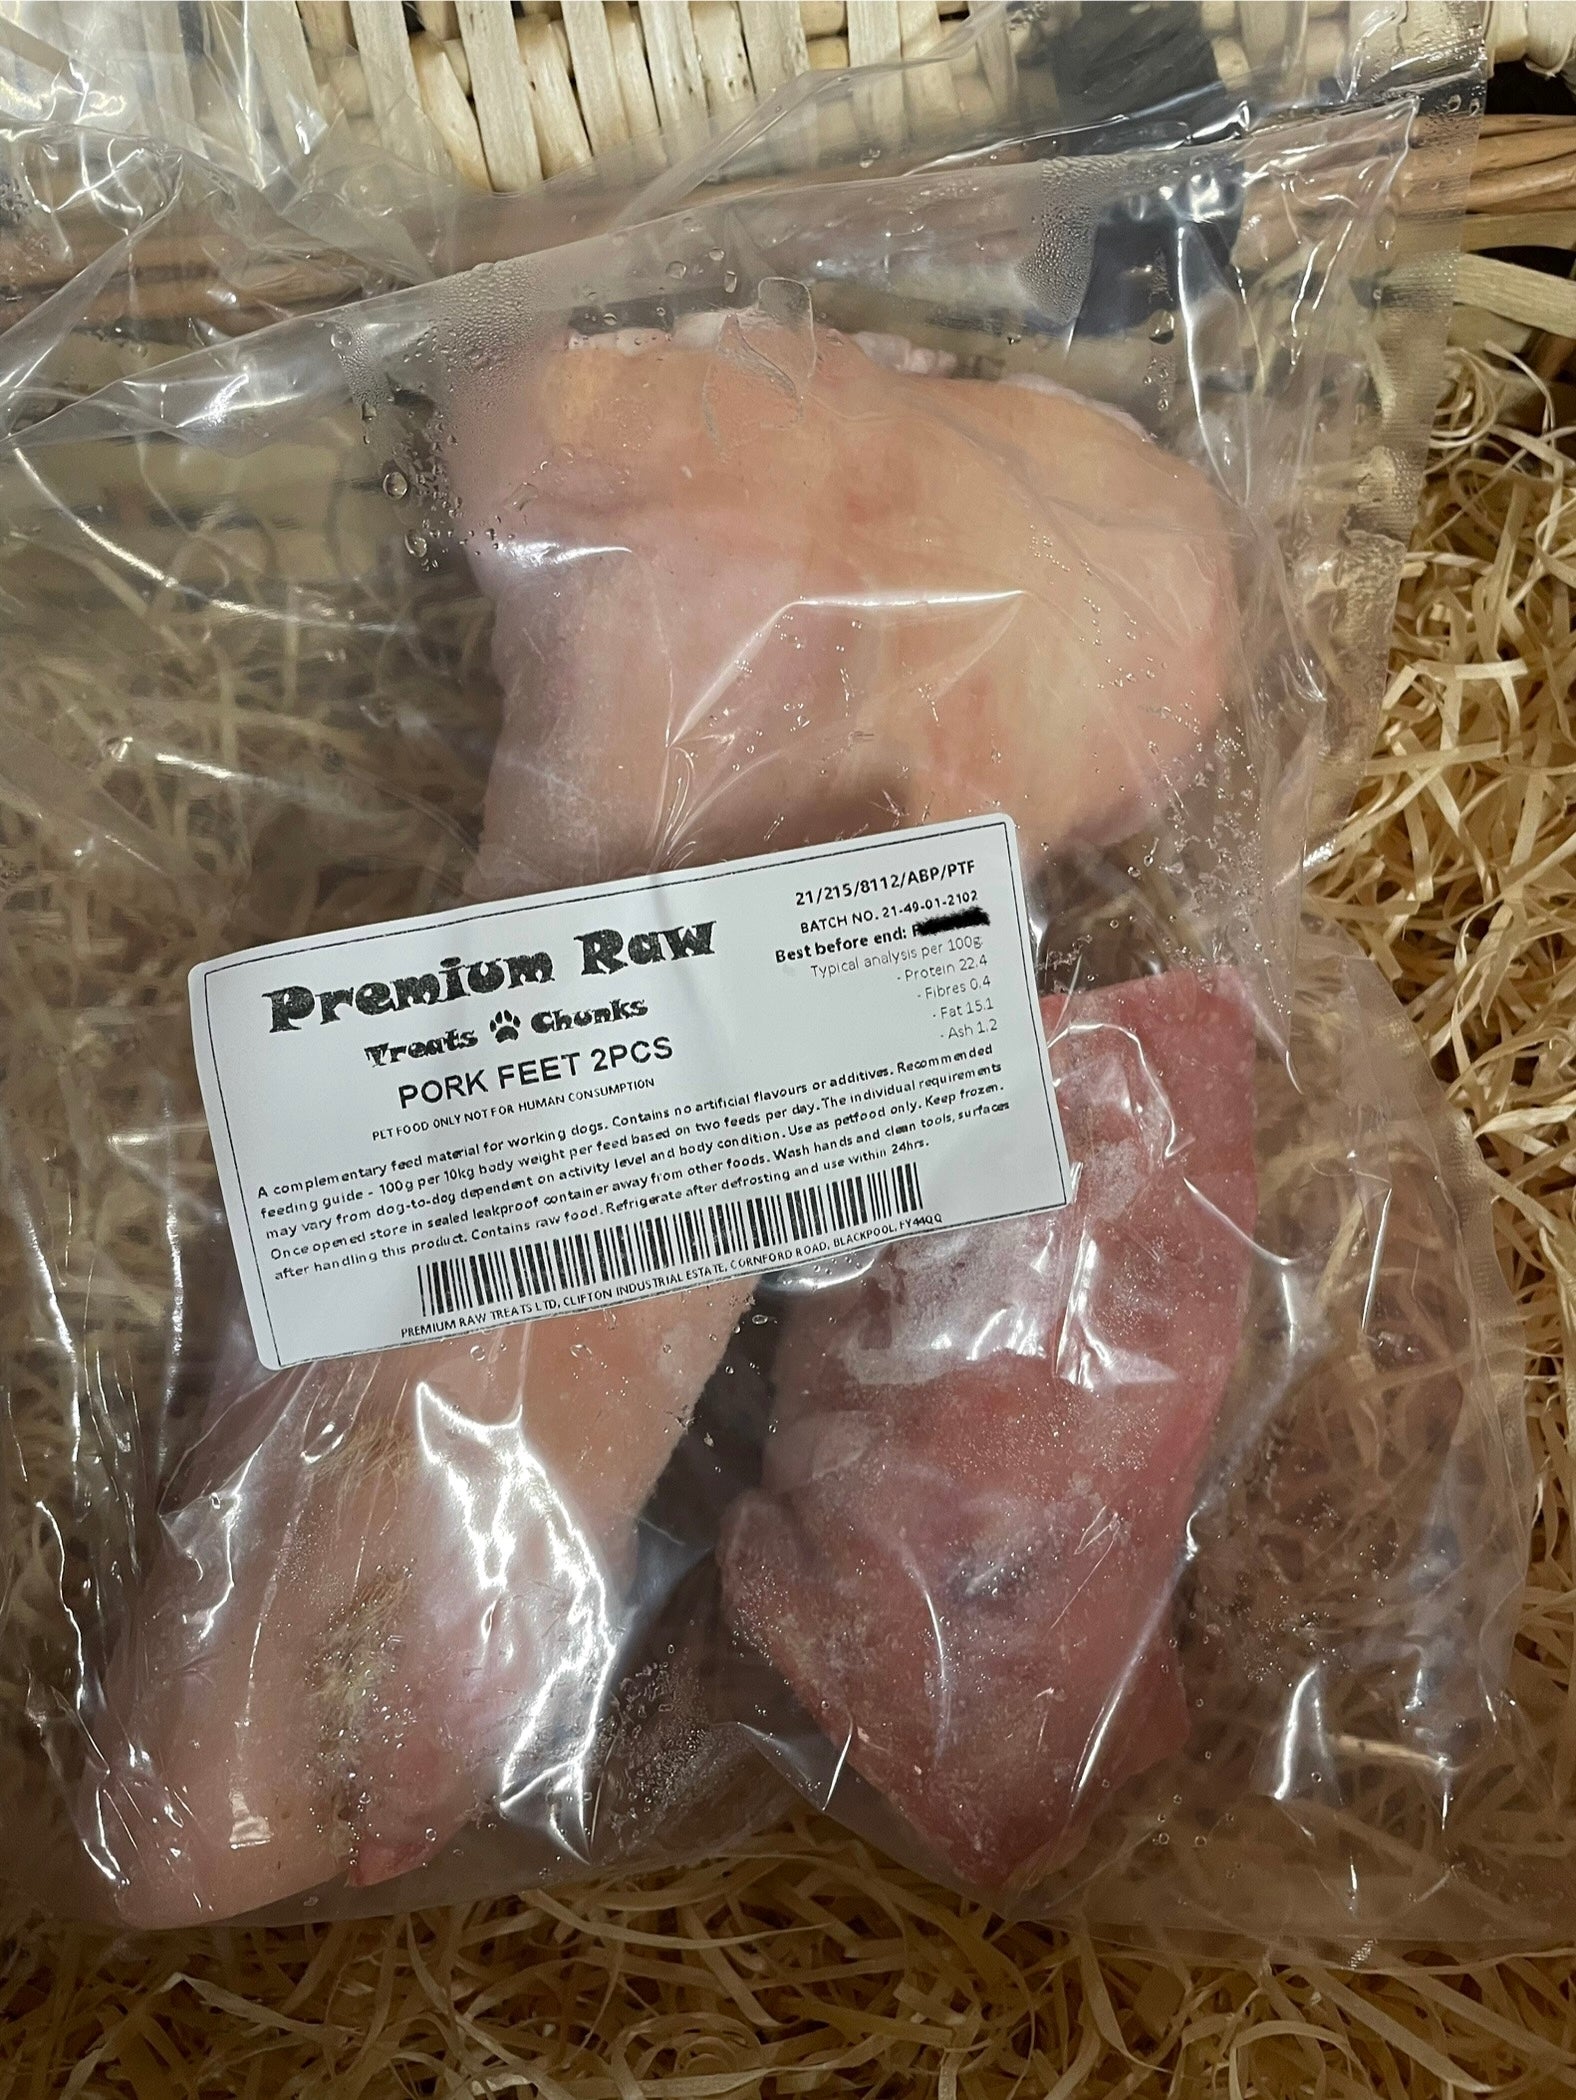 21/215/8112/ABP/PTF
BATCH NO. 21-49-01-2102
Best before end:
Typical analysis per 100g
- Protein 22.4
- Fibres 0.4
- Fat 15.1
- Ash 1.2
Premium Raw
Treats Chunks
PORK FEET 2PCS
PET FOOD ONLY NOT FOR HUMAN CONSUMPTION
A complementary feed material for working dogs. Contains no artificial flavours or additives. Recommended
feeding guide - 100g per 10kg body weight per feed based on two feeds per day. The individual requirements
may vary from dog-to-dog dependent on activity level and body condition. Use as petfood only. Keep frozen.
Once opened store in sealed leakproof container away from other foods. Wash hands and clean tools, surfaces
after handling this product. Contains raw food. Refrigerate after defrosting and use within 24hrs.
PREMIUM RAW TREATS LTD, CLIFTON INDUSTRIAL ESTATE, CORNFORD ROAD, BLACKPOOL, FY44QQ